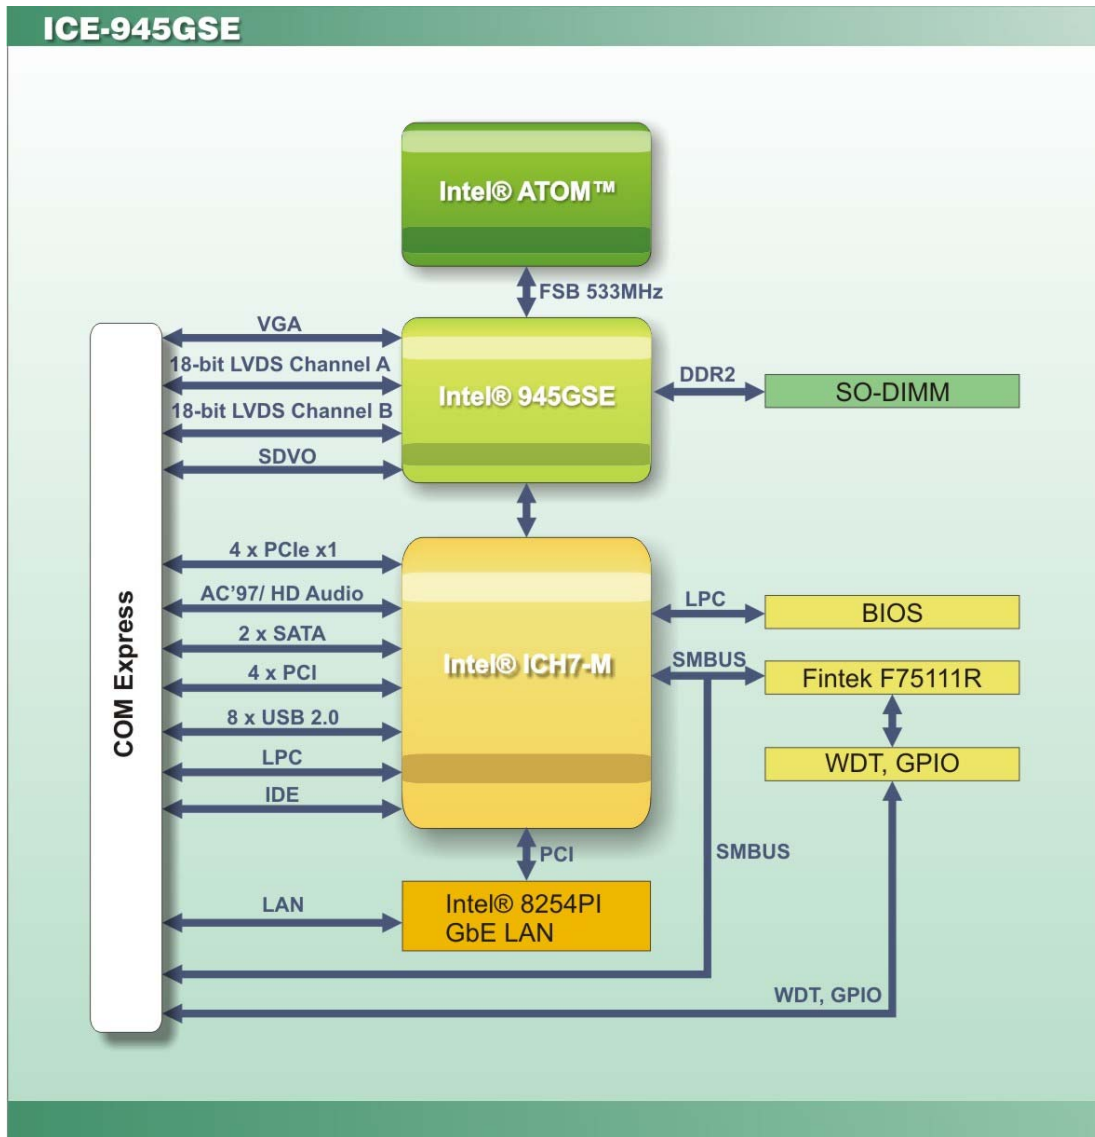 ICE-945GSE
Intel® ATOM™
FSB 533MHz
VGA
18-bit LVDS Channel A
18-bit LVDS Channel B
SDVO
Intel® 945GSE
DDR2
SO-DIMM
COM Express
4 x PCIe x1
AC'97/ HD Audio
2 x SATA
4 x PCI
8 x USB 2.0
LPC
IDE
Intel® ICH7-M
LPC
BIOS
SMBUS
Fintek F75111R
WDT, GPIO
PCI
SMBUS
LAN
Intel® 8254PI
GbE LAN
WDT, GPIO